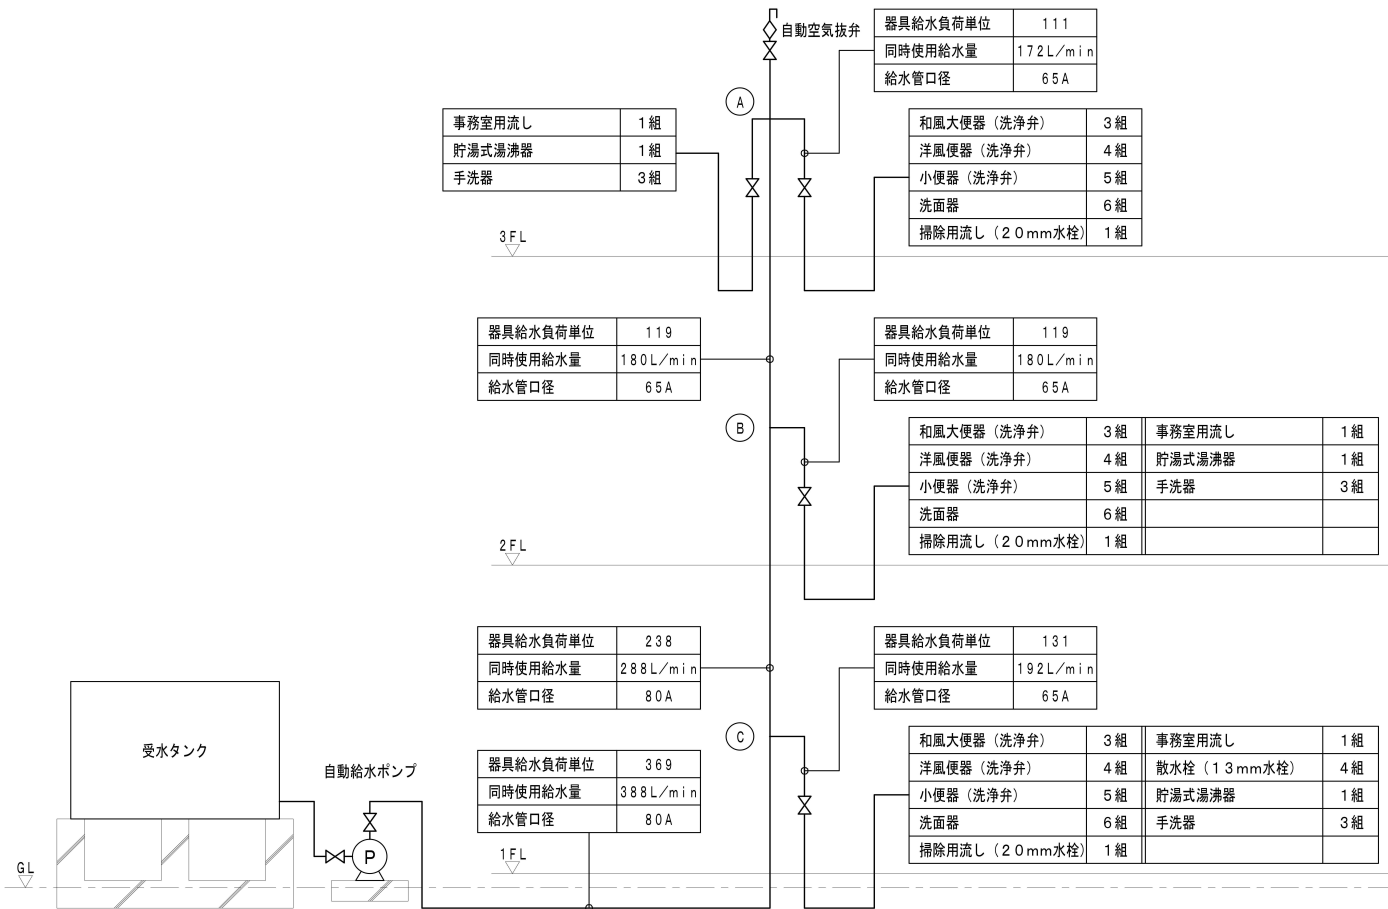 自動空気抜弁
器具給水負荷単位 111
同時使用給水量 172L/min
給水管口径 65A
A
事務室用流し 1組
貯湯式湯沸器 1組
手洗器 3組
和風大便器(洗浄弁) 3組
洋風便器(洗浄弁) 4組
小便器(洗浄弁) 5組
洗面器 6組
掃除用流し(20mm水栓) 1組
3FL
器具給水負荷単位 119
同時使用給水量 180L/min
給水管口径 65A
器具給水負荷単位 119
同時使用給水量 180L/min
給水管口径 65A
B
和風大便器(洗浄弁) 3組 事務室用流し 1組
洋風便器(洗浄弁) 4組 貯湯式湯沸器 1組
小便器(洗浄弁) 5組 手洗器 3組
洗面器 6組
掃除用流し(20mm水栓) 1組
2FL
器具給水負荷単位 238
同時使用給水量 288L/min
給水管口径 80A
器具給水負荷単位 131
同時使用給水量 192L/min
給水管口径 65A
C
受水タンク
自動給水ポンプ
P
器具給水負荷単位 369
同時使用給水量 388L/min
給水管口径 80A
和風大便器(洗浄弁) 3組 事務室用流し 1組
洋風便器(洗浄弁) 4組 散水栓(13mm水栓) 4組
小便器(洗浄弁) 5組 貯湯式湯沸器 1組
洗面器 6組 手洗器 3組
掃除用流し(20mm水栓) 1組
1FL
GL